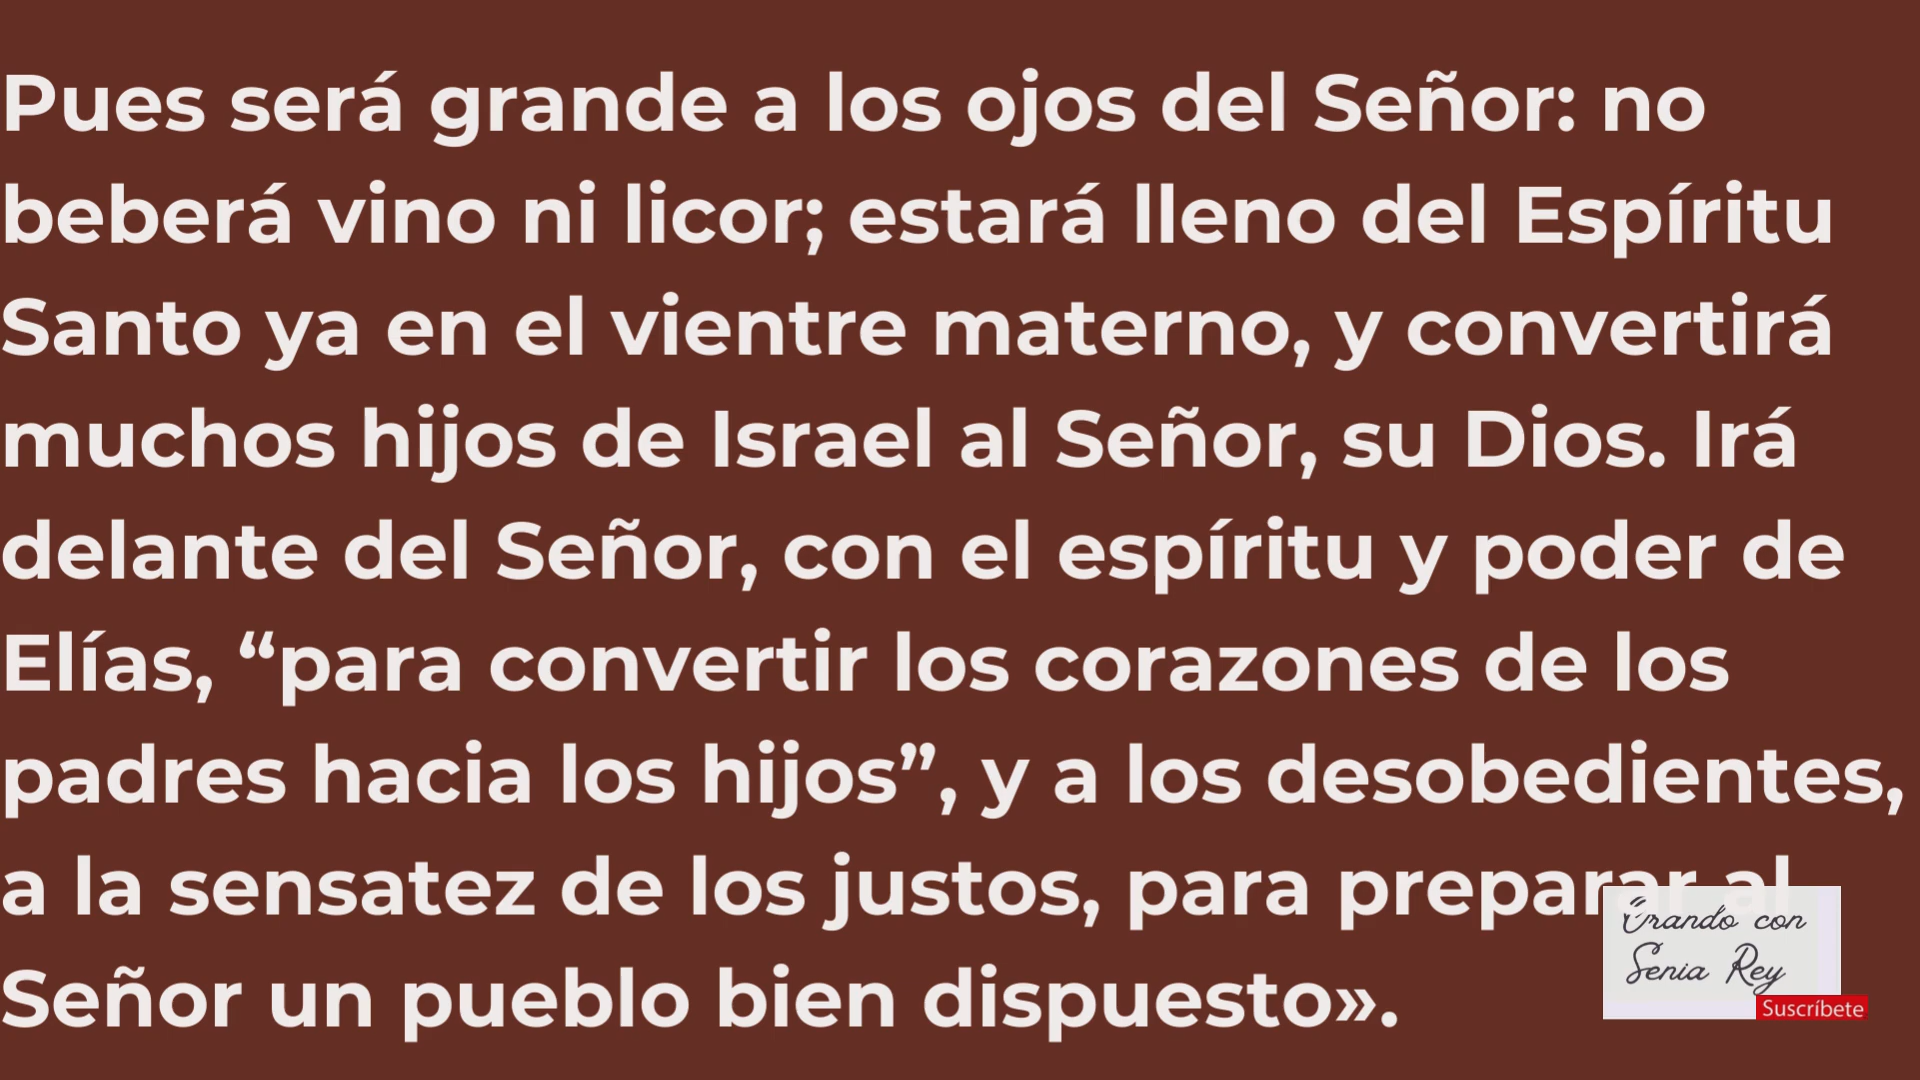 Pues será grande a los ojos del Señor: no
beberá vino ni licor; estará lleno del Espíritu
Santo ya en el vientre materno, y convertirá
muchos hijos de Israel al Señor, su Dios. Irá
delante del Señor, con el espíritu y poder de
Elías, “para convertir los corazones de los
padres hacia los hijos”, y a los desobedientes,
a la sensatez de los justos, para preparar al
Señor un pueblo bien dispuesto».
Orando con
Senia Rey
Suscríbete